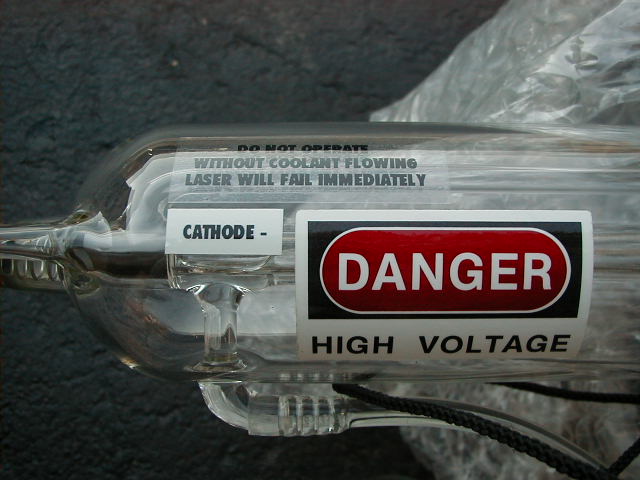 DO NOT OPERATE
WITHOUT COOLANT FLOWING
LASER WILL FAIL IMMEDIATELY
CATHODE -
DANGER
HIGH VOLTAGE